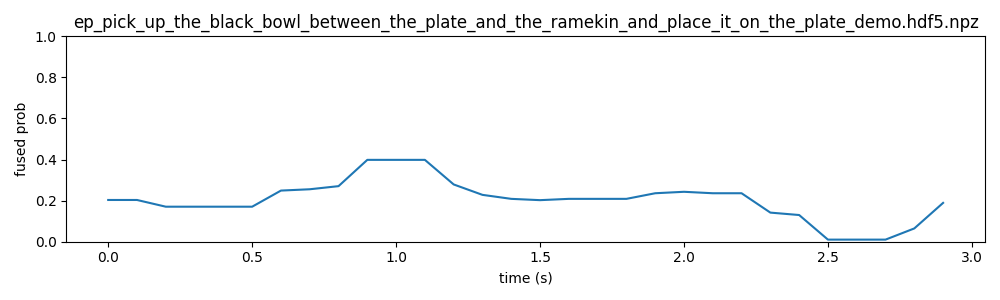 ep_pick_up_the_black_bowl_between_the_plate_and_the_ramekin_and_place_it_on_the_plate_demo.hdf5.npz
1.0
0.8
0.6
0.4
0.2
0.0
fused prob
0.0 0.5 1.0 1.5 2.0 2.5 3.0
time (s)